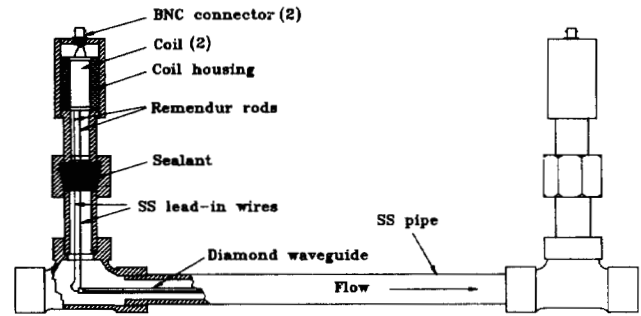 BNC connector (2)
Coil (2)
Coil housing
Remendur rods
Sealant
SS lead-in wires
SS pipe
Diamond waveguide
Flow